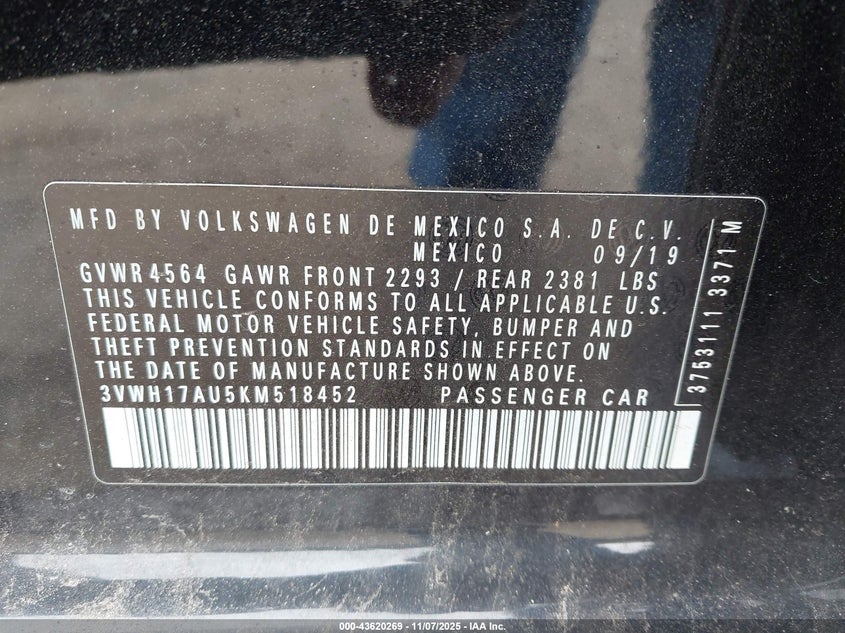 MFD BY VOLKSWAGEN DE MEXICO S.A. DE C.V.
MEXICO 09/19
GVWR 4564 GAWR FRONT 2293 / REAR 2381 LBS
THIS VEHICLE CONFORMS TO ALL APPLICABLE U.S.
FEDERAL MOTOR VEHICLE SAFETY, BUMPER AND
THEFT PREVENTION STANDARDS IN EFFECT ON
THE DATE OF MANUFACTURE SHOWN ABOVE.
3VWH17AU5KM518452 PASSENGER CAR
3753111 3371 M
000-43620269 - 11/07/2025 - IAA Inc.